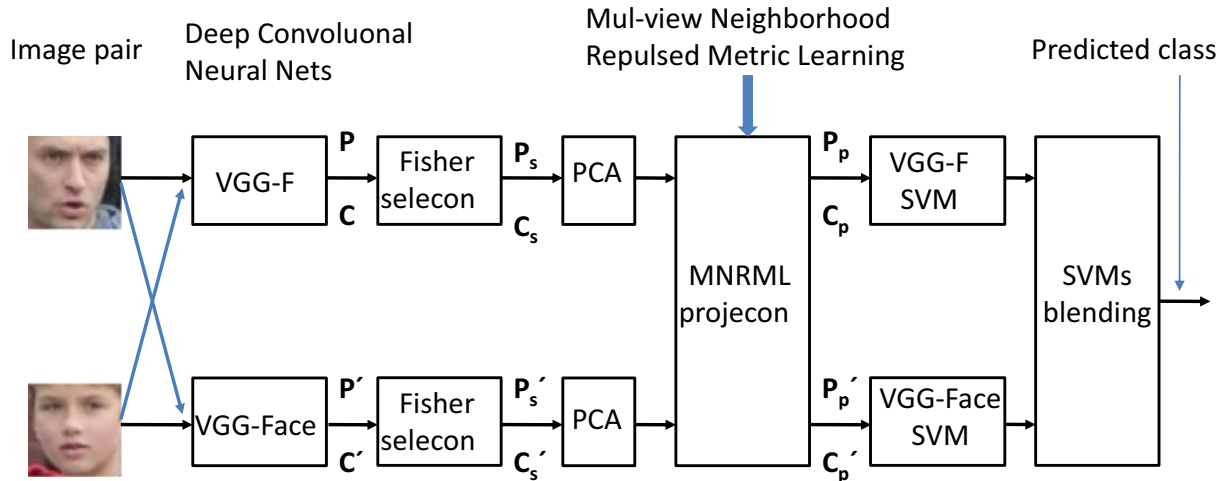 Image pair
Deep Convoluonal
Neural Nets
Mul-view Neighborhood
Repulsed Metric Learning
Predicted class
VGG-F
P
C
Fisher
selecon
Pₛ
Cₛ
PCA
MNRML
projecon
Pₚ
Cₚ
VGG-F
SVM
SVMs
blending
VGG-Face
P´
C´
Fisher
selecon
Pₛ´
Cₛ´
PCA
Pₚ´
Cₚ´
VGG-Face
SVM